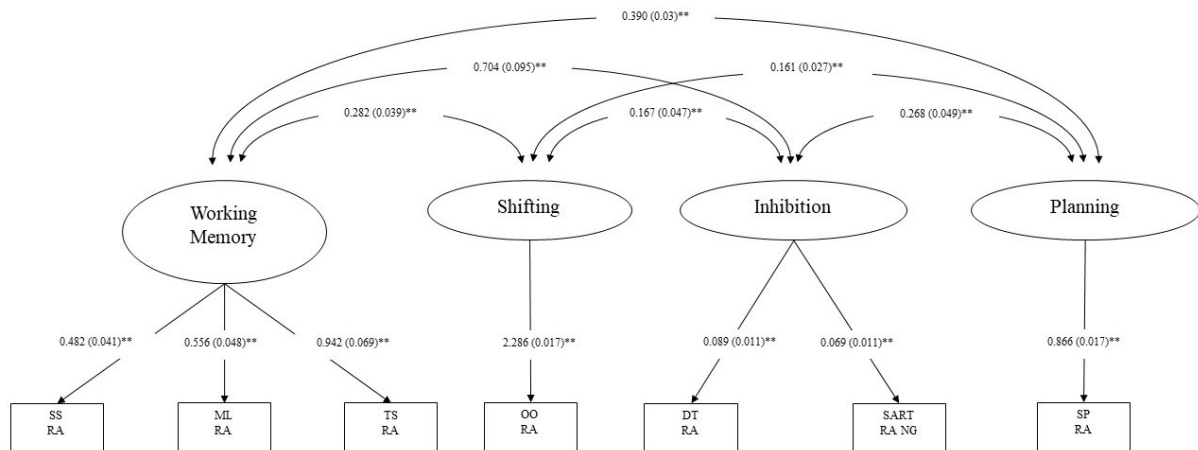 0.390 (0.03)**
0.704 (0.095)**
0.161 (0.027)**
0.282 (0.039)**
0.167 (0.047)**
0.268 (0.049)**
Working
Memory
Shifting
Inhibition
Planning
0.482 (0.041)**
0.556 (0.048)**
0.942 (0.069)**
2.286 (0.017)**
0.089 (0.011)**
0.069 (0.011)**
0.866 (0.017)**
SS
RA
ML
RA
TS
RA
OO
RA
DT
RA
SART
RA NG
SP
RA